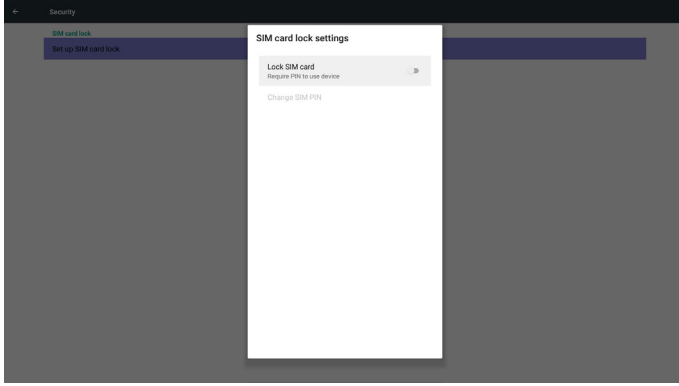 Security
SIM card lock
Set up SIM card lock
SIM card lock settings
Lock SIM card
Require PIN to use device
Change SIM PIN